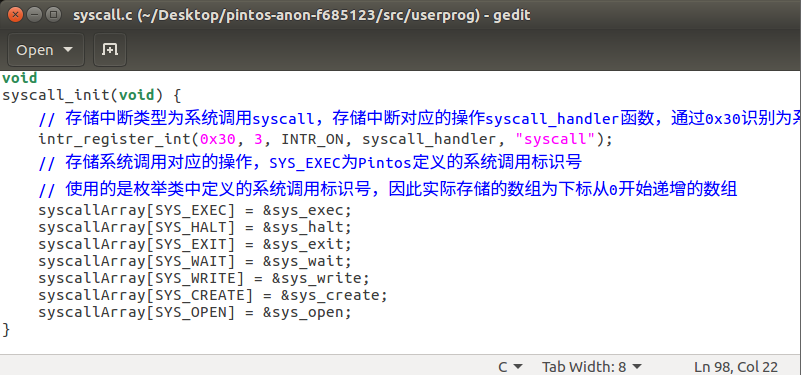 syscall.c (~/Desktop/pintos-anon-f685123/src/userprog) - gedit
Open
void
syscall_init(void) {
// 存储中断类型为系统调用syscall，存储中断对应的操作syscall_handler函数，通过0x30识别为系
intr_register_int(0x30, 3, INTR_ON, syscall_handler, "syscall");
// 存储系统调用对应的操作，SYS_EXEC为Pintos定义的系统调用标识号
// 使用的是枚举类中定义的系统调用标识号，因此实际存储的数组为下标从0开始递增的数组
syscallArray[SYS_EXEC] = &sys_exec;
syscallArray[SYS_HALT] = &sys_halt;
syscallArray[SYS_EXIT] = &sys_exit;
syscallArray[SYS_WAIT] = &sys_wait;
syscallArray[SYS_WRITE] = &sys_write;
syscallArray[SYS_CREATE] = &sys_create;
syscallArray[SYS_OPEN] = &sys_open;
}
C Tab Width: 8 Ln 98, Col 22